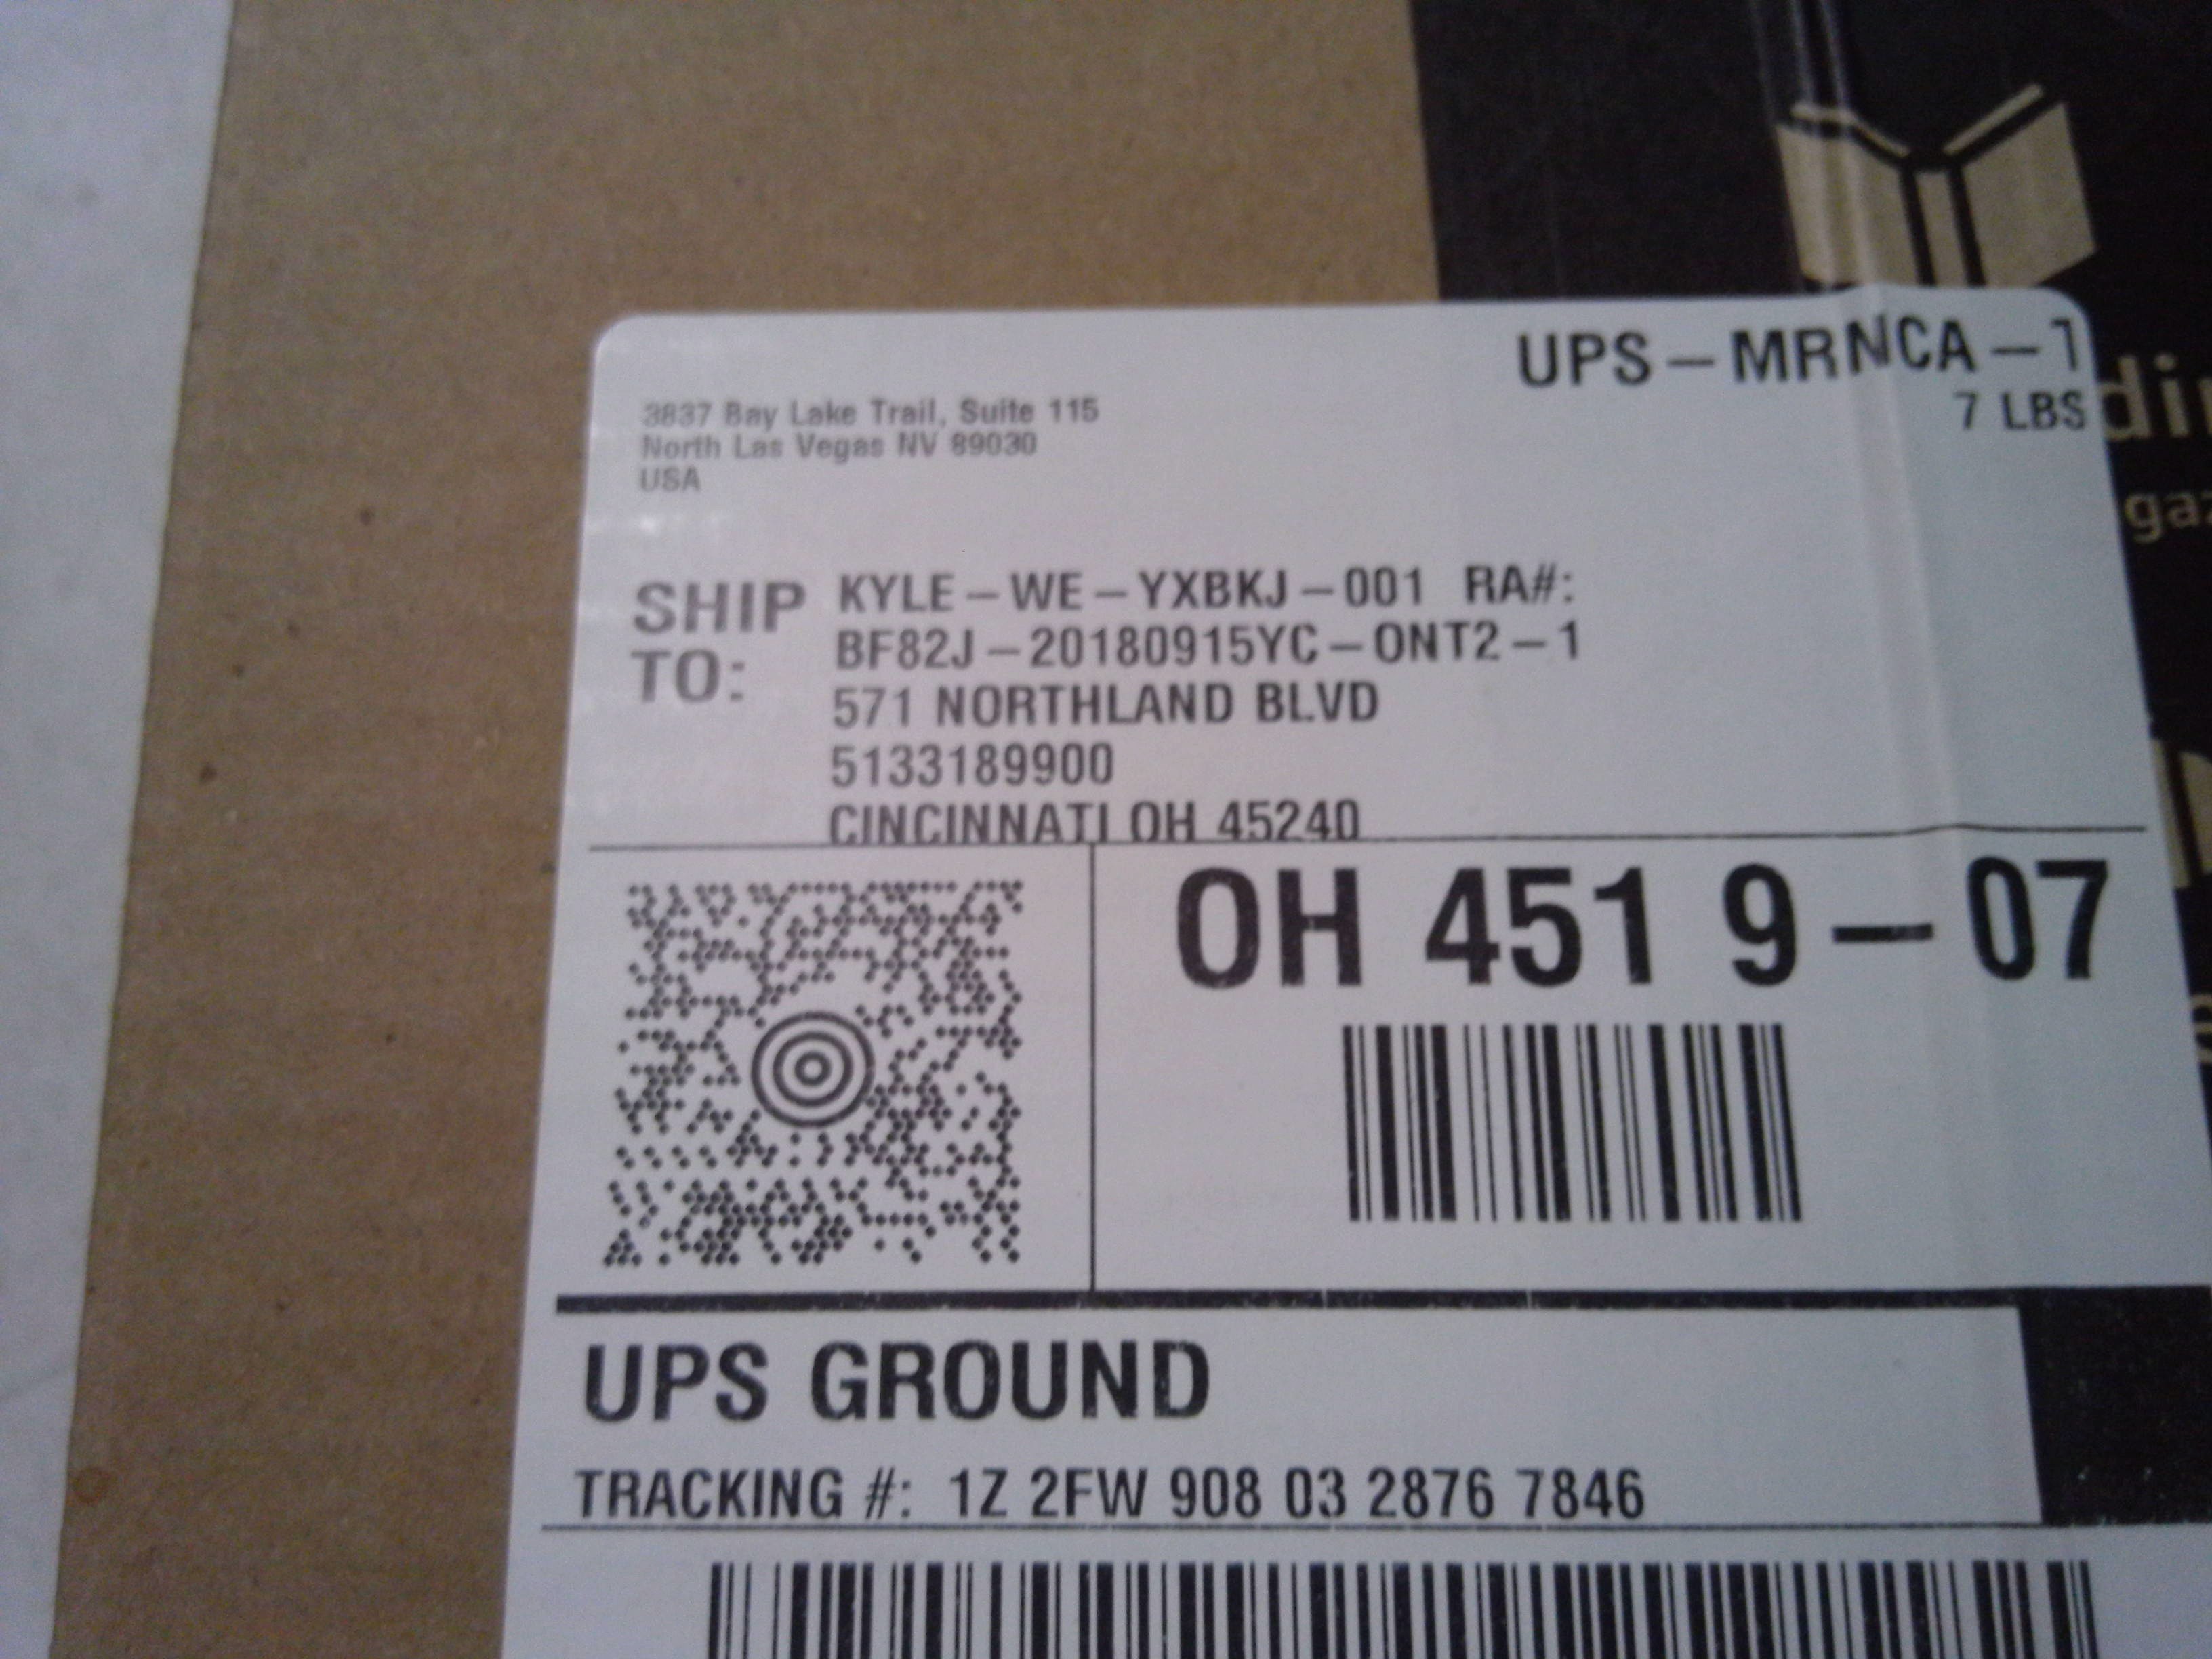 UPS-MRNCA-1
7 LBS
3837 Bay Lake Trail, Suite 115
North Las Vegas NV 89030
USA
SHIP TO:
KYLE-WE-YXBKJ-001 RA#:
BF82J-20180915YC-ONT2-1
571 NORTHLAND BLVD
5133189900
CINCINNATI OH 45240
OH 451 9-07
UPS GROUND
TRACKING #: 1Z 2FW 908 03 2876 7846
din
gaz